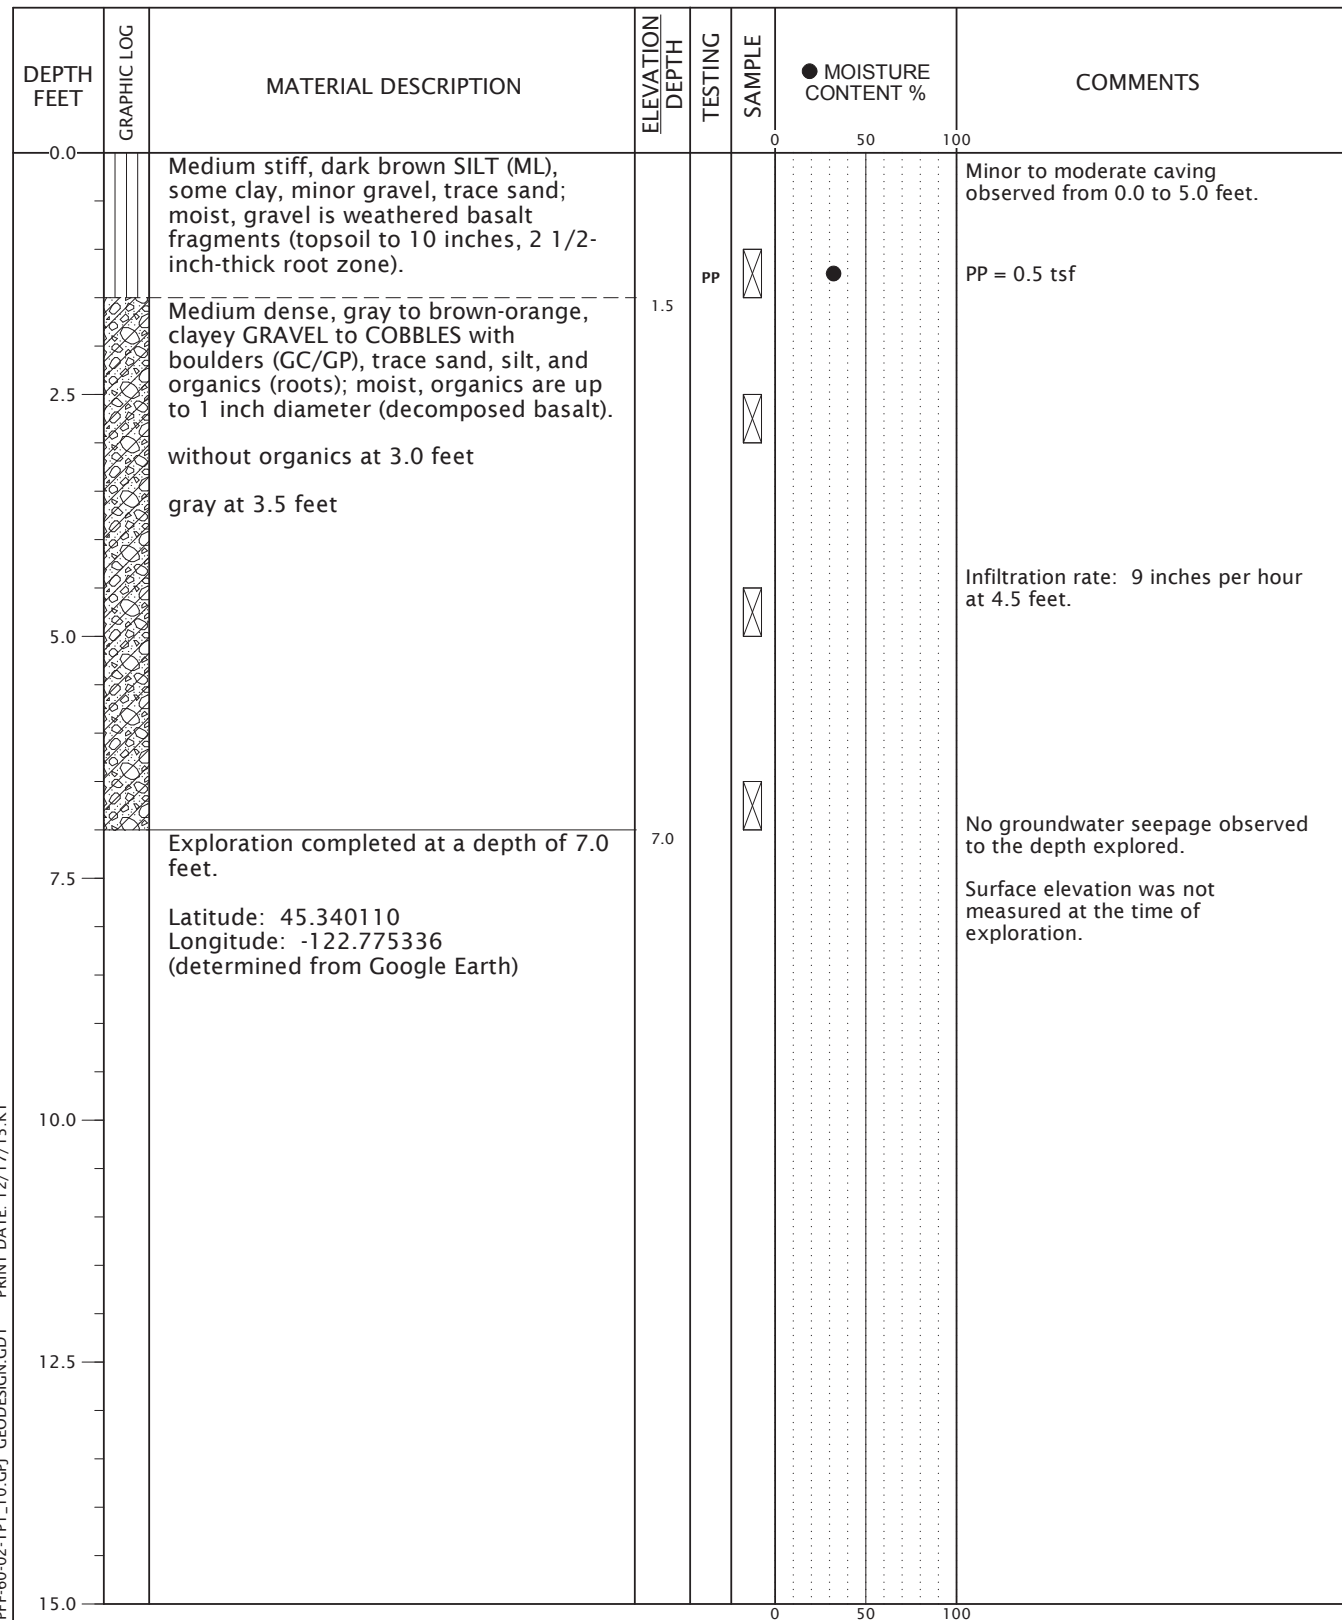 DEPTH
FEET
GRAPHIC LOG
MATERIAL DESCRIPTION
ELEVATION
DEPTH
TESTING
SAMPLE
● MOISTURE
CONTENT %
COMMENTS
0 50 100
0.0
Medium stiff, dark brown SILT (ML),
some clay, minor gravel, trace sand;
moist, gravel is weathered basalt
fragments (topsoil to 10 inches, 2 1/2-
inch-thick root zone).
Minor to moderate caving
observed from 0.0 to 5.0 feet.
PP
PP = 0.5 tsf
1.5
Medium dense, gray to brown-orange,
clayey GRAVEL to COBBLES with
boulders (GC/GP), trace sand, silt, and
organics (roots); moist, organics are up
to 1 inch diameter (decomposed basalt).
2.5
without organics at 3.0 feet
gray at 3.5 feet
Infiltration rate: 9 inches per hour
at 4.5 feet.
5.0
7.0
Exploration completed at a depth of 7.0
feet.
No groundwater seepage observed
to the depth explored.
7.5
Latitude: 45.340110
Longitude: -122.775336
(determined from Google Earth)
Surface elevation was not
measured at the time of
exploration.
10.0
12.5
15.0
0 50 100
GEODESIGN.GDT PRINT DATE: 12/17/15:KT